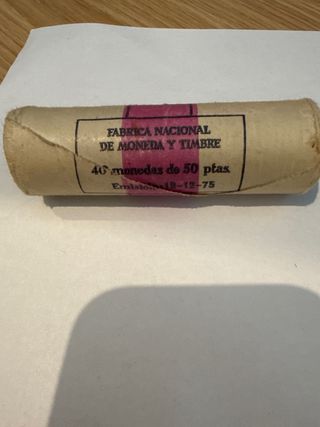 FABRICA NACIONAL
DE MONEDA Y TIMBRE
40 monedas de 50 ptas.
Emisión: 18-12-75